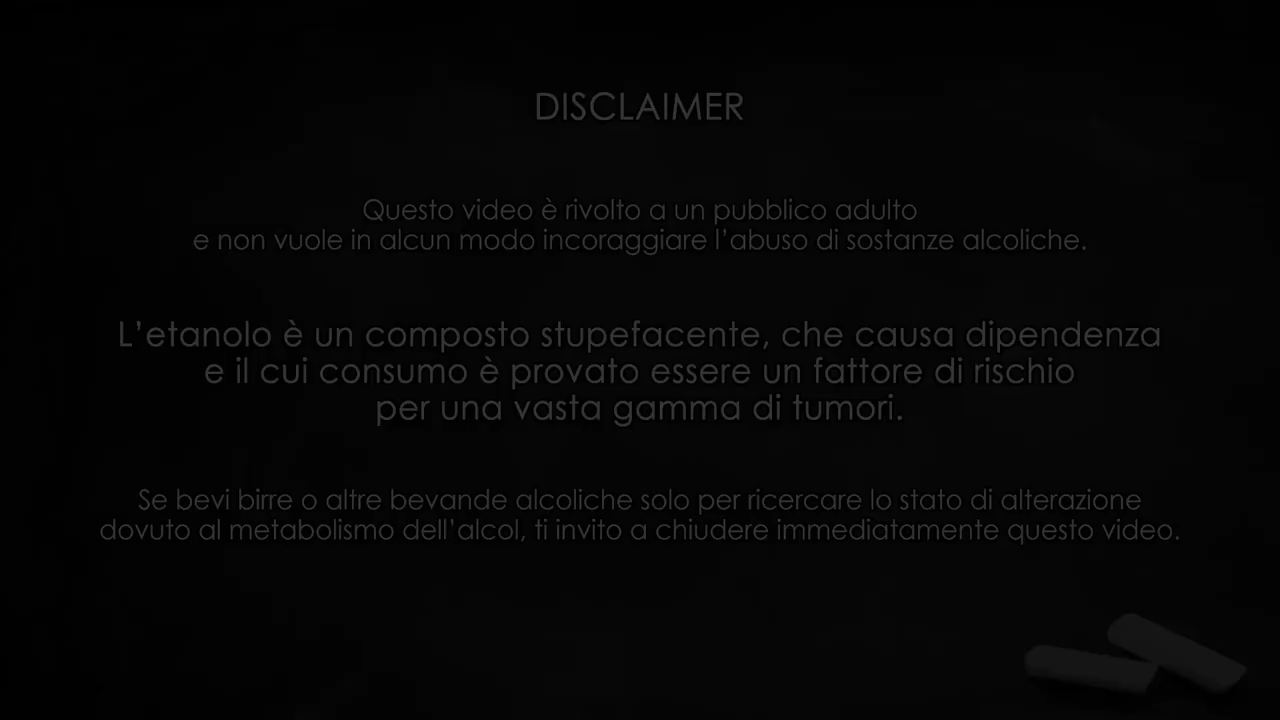 DISCLAIMER
Questo video è rivolto a un pubblico adulto
e non vuole in alcun modo incoraggiare l’abuso di sostanze alcoliche.
L’etanolo è un composto stupefacente, che causa dipendenza
e il cui consumo è provato essere un fattore di rischio
per una vasta gamma di tumori.
Se bevi birre o altre bevande alcoliche solo per ricercare lo stato di alterazione
dovuto al metabolismo dell’alcol, ti invito a chiudere immediatamente questo video.